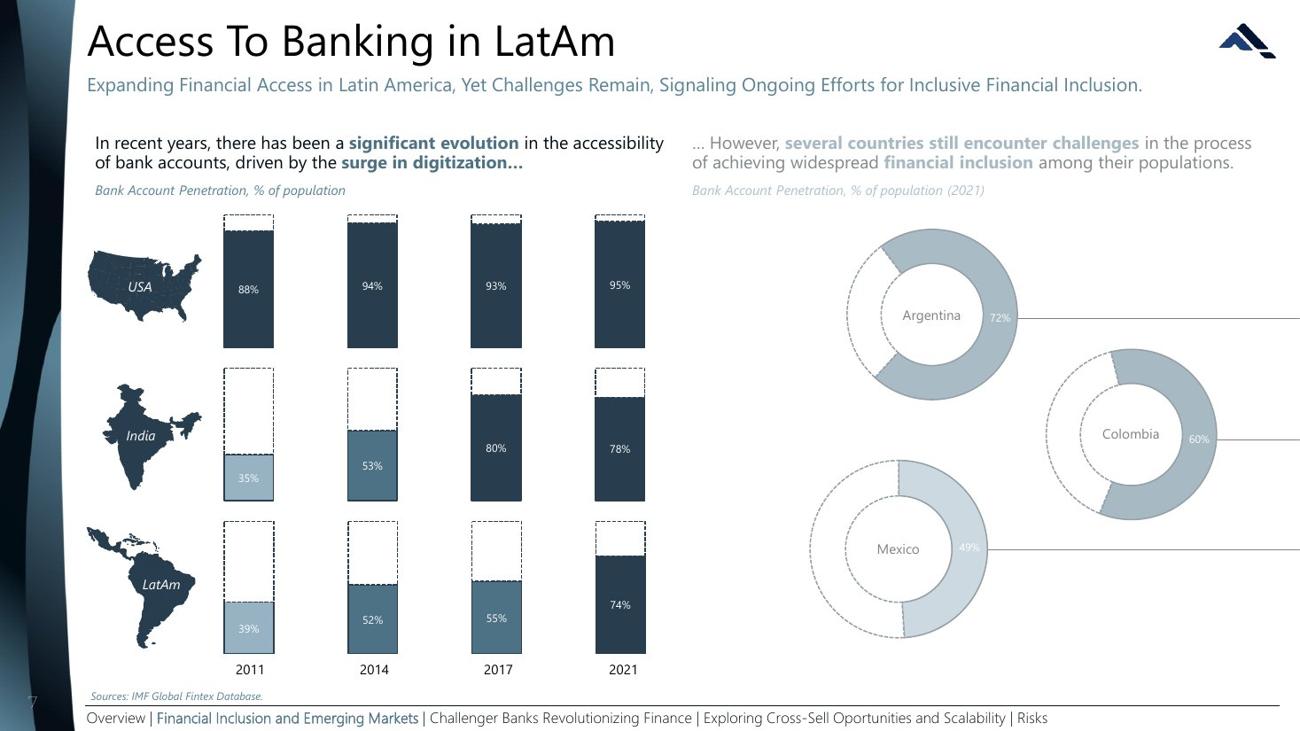 Access To Banking in LatAm
Expanding Financial Access in Latin America, Yet Challenges Remain, Signaling Ongoing Efforts for Inclusive Financial Inclusion.
In recent years, there has been a significant evolution in the accessibility
of bank accounts, driven by the surge in digitization...
Bank Account Penetration, % of population
USA
88%
94%
93%
95%
India
35%
53%
80%
78%
LatAm
39%
52%
55%
74%
2011
2014
2017
2021
... However, several countries still encounter challenges in the process
of achieving widespread financial inclusion among their populations.
Bank Account Penetration, % of population (2021)
Argentina
72%
Colombia
60%
Mexico
49%
Sources: IMF Global Fintex Database.
7
Overview | Financial Inclusion and Emerging Markets | Challenger Banks Revolutionizing Finance | Exploring Cross-Sell Oportunities and Scalability | Risks